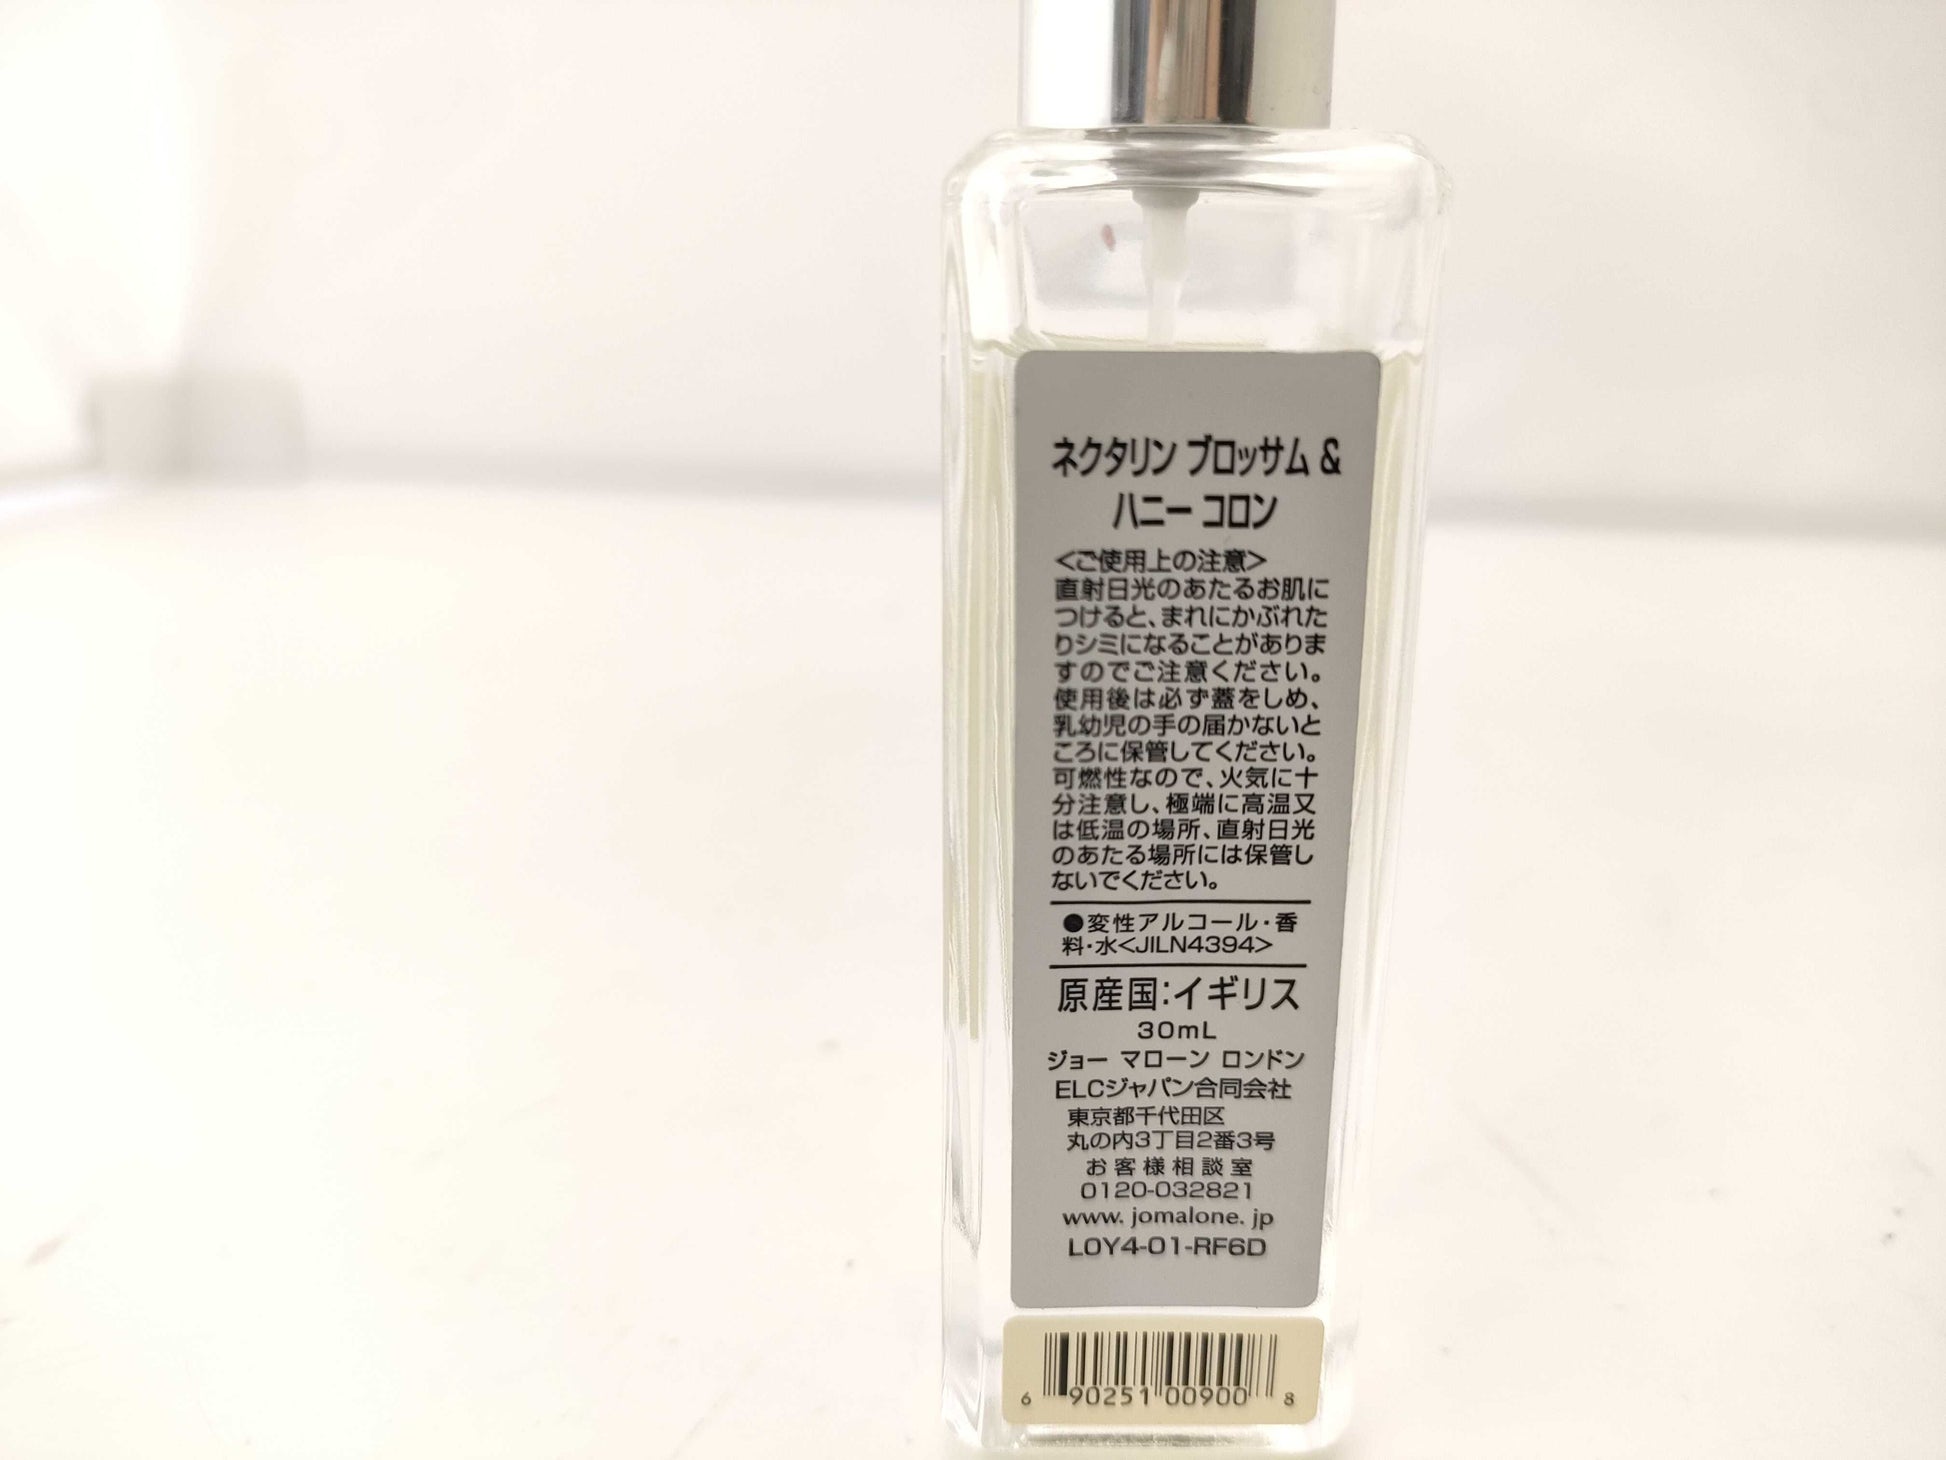 ネクタリン ブロッサム &
ハニー コロン
<ご使用上の注意>
直射日光のあたるお肌に
つけると、まれにかぶれた
りシミになることがありま
すのでご注意ください。
使用後は必ず蓋をしめ、
乳幼児の手の届かないと
ころに保管してください。
可燃性なので、火気に十
分注意し、極端に高温又
は低温の場所、直射日光
のあたる場所には保管し
ないでください。
●変性アルコール・香
料・水<JILN4394>
原産国:イギリス
30mL
ジョー マローン ロンドン
ELCジャパン合同会社
東京都千代田区
丸の内3丁目2番3号
お客様相談室
0120-032821
www.jomalone.jp
L0Y4-01-RF6D
6 90251 00900 8